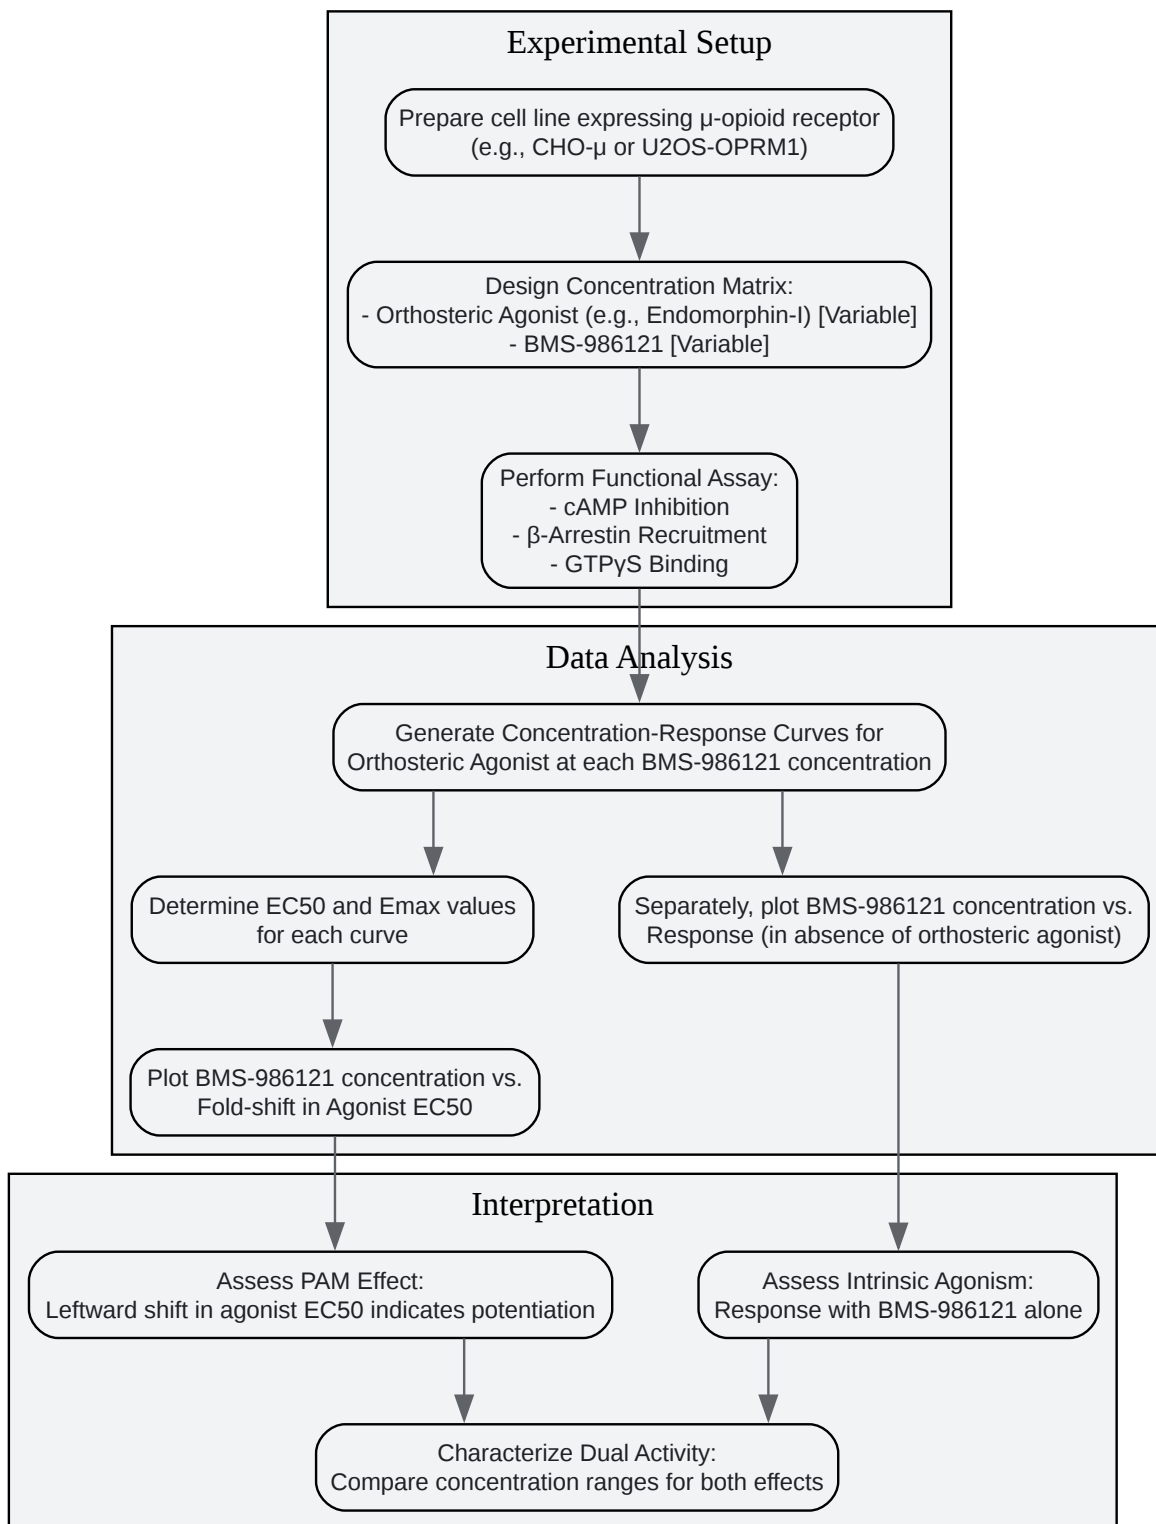 Experimental Setup
Prepare cell line expressing μ-opioid receptor
(e.g., CHO-μ or U2OS-OPRM1)
Design Concentration Matrix:
- Orthosteric Agonist (e.g., Endomorphin-I) [Variable]
- BMS-986121 [Variable]
Perform Functional Assay:
- cAMP Inhibition
- β-Arrestin Recruitment
- GTPγS Binding
Data Analysis
Generate Concentration-Response Curves for
Orthosteric Agonist at each BMS-986121 concentration
Determine EC50 and Emax values
for each curve
Separately, plot BMS-986121 concentration vs.
Response (in absence of orthosteric agonist)
Plot BMS-986121 concentration vs.
Fold-shift in Agonist EC50
Interpretation
Assess PAM Effect:
Leftward shift in agonist EC50 indicates potentiation
Assess Intrinsic Agonism:
Response with BMS-986121 alone
Characterize Dual Activity:
Compare concentration ranges for both effects